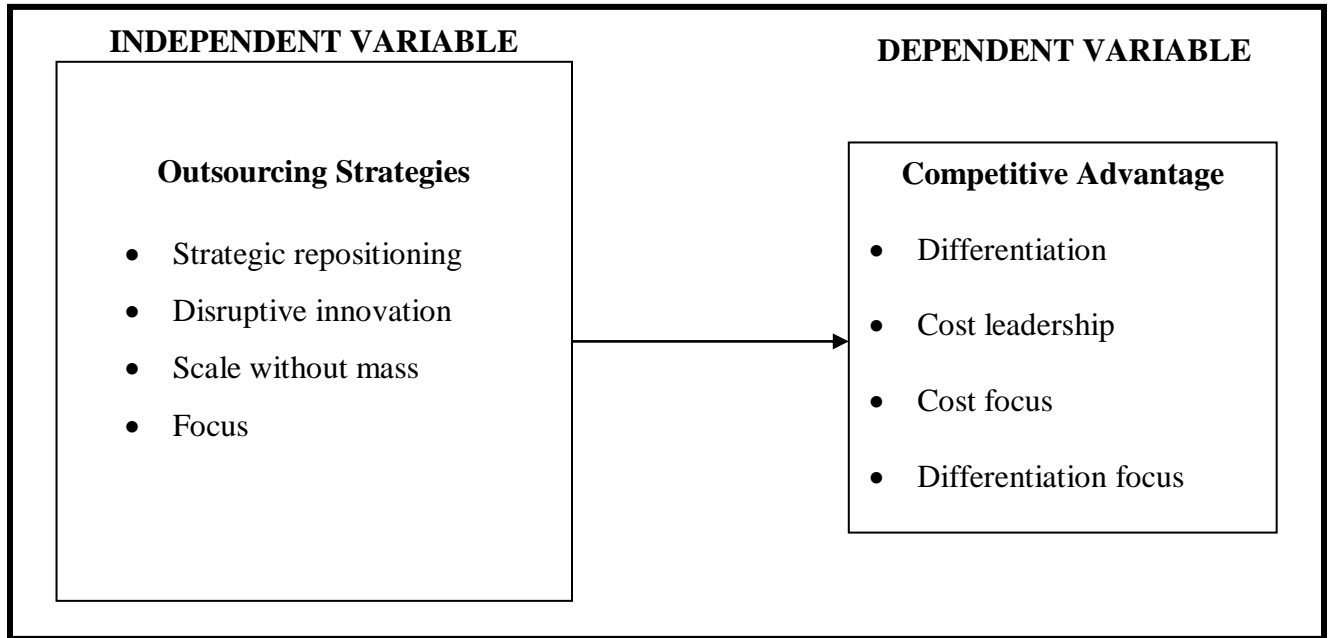 INDEPENDENT VARIABLE
Outsourcing Strategies
• Strategic repositioning
• Disruptive innovation
• Scale without mass
• Focus
DEPENDENT VARIABLE
Competitive Advantage
• Differentiation
• Cost leadership
• Cost focus
• Differentiation focus